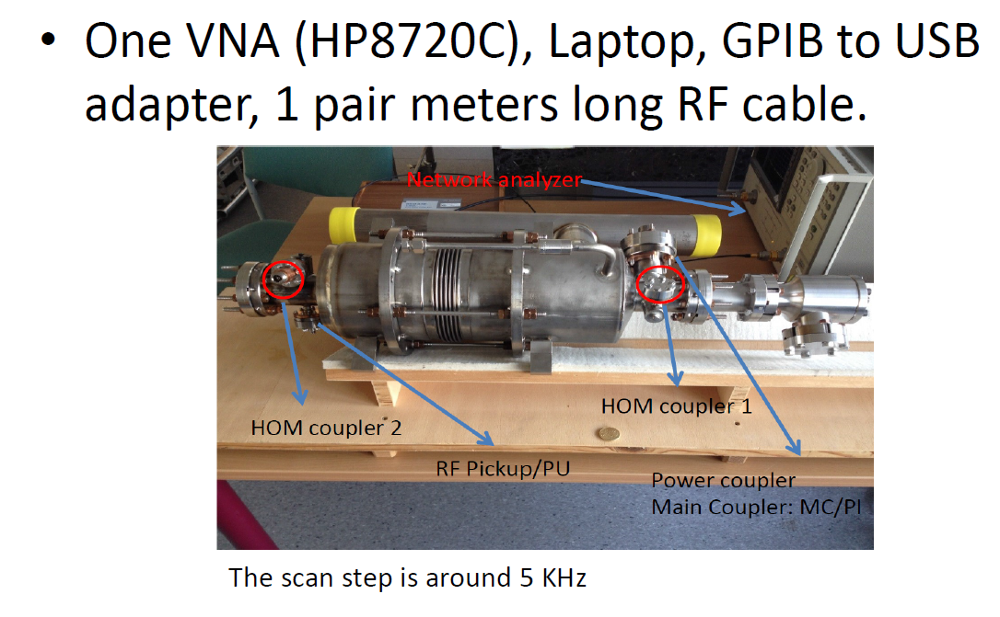 • One VNA (HP8720C), Laptop, GPIB to USB
adapter, 1 pair meters long RF cable.
Network analyzer
HOM coupler 1
HOM coupler 2
RF Pickup/PU
Power coupler
Main Coupler: MC/PI
The scan step is around 5 KHz